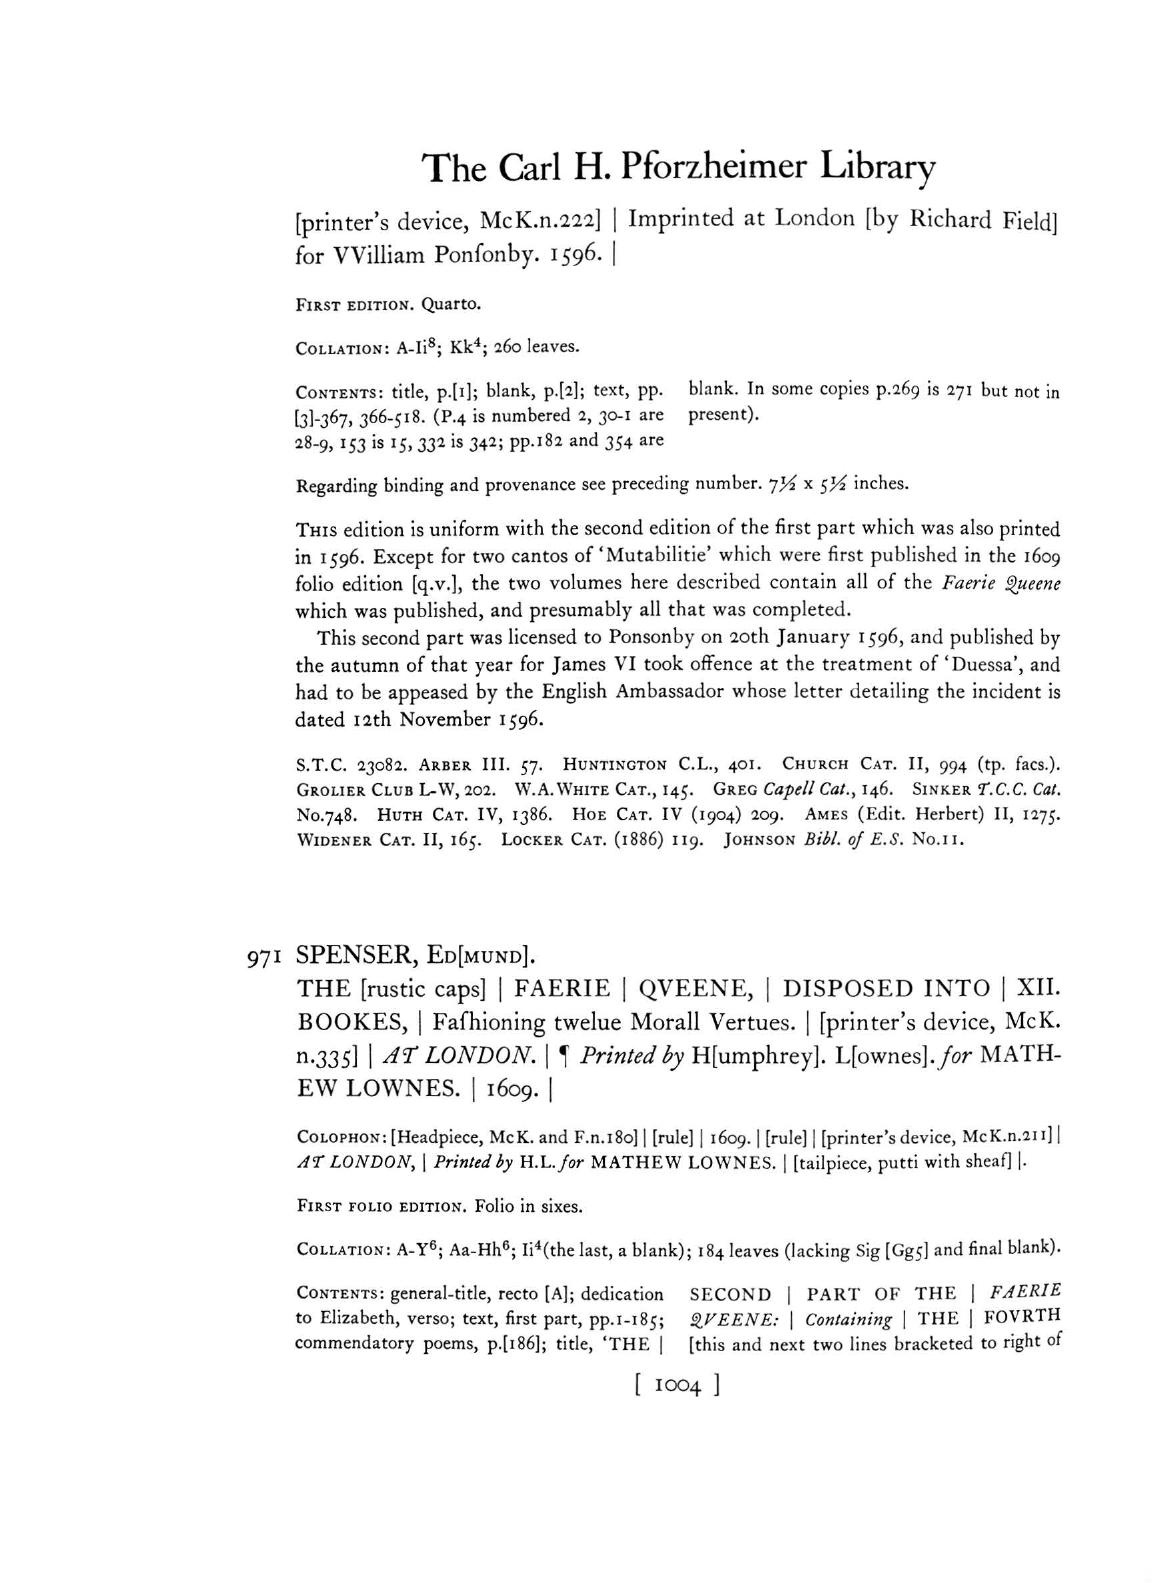 The Carl H. Pforzheimer Library
[printer's device, McK.n.222] | Imprinted at London [by Richard Field]
for VVilliam Ponſonby. 1596. |
First edition. Quarto.
Collation: A-Ii⁸; Kk⁴; 260 leaves.
Contents: title, p.[1]; blank, p.[2]; text, pp.
[3]-367, 366-518. (P.4 is numbered 2, 30-1 are
28-9, 153 is 15, 332 is 342; pp.182 and 354 are
blank. In some copies p.269 is 271 but not in
present).
Regarding binding and provenance see preceding number. 7½ x 5½ inches.
This edition is uniform with the second edition of the first part which was also printed
in 1596. Except for two cantos of 'Mutabilitie' which were first published in the 1609
folio edition [q.v.], the two volumes here described contain all of the Faerie Queene
which was published, and presumably all that was completed.
This second part was licensed to Ponsonby on 20th January 1596, and published by
the autumn of that year for James VI took offence at the treatment of 'Duessa', and
had to be appeased by the English Ambassador whose letter detailing the incident is
dated 12th November 1596.
S.T.C. 23082. Arber III. 57. Huntington C.L., 401. Church Cat. II, 994 (tp. facs.).
Grolier Club L-W, 202. W.A.White Cat., 145. Greg Capell Cat., 146. Sinker T.C.C. Cat.
No.748. Huth Cat. IV, 1386. Hoe Cat. IV (1904) 209. Ames (Edit. Herbert) II, 1275.
Widener Cat. II, 165. Locker Cat. (1886) 119. Johnson Bibl. of E.S. No.11.
971 SPENSER, Ed[mund].
THE [rustic caps] | FAERIE | QVEENE, | DISPOSED INTO | XII.
BOOKES, | Faſhioning twelue Morall Vertues. | [printer's device, McK.
n.335] | AT LONDON. | ¶ Printed by H[umphrey]. L[ownes]. for MATH-
EW LOWNES. | 1609. |
Colophon: [Headpiece, McK. and F.n.180] | [rule] | 1609. | [rule] | [printer's device, McK.n.211] |
AT LONDON, | Printed by H.L. for MATHEW LOWNES. | [tailpiece, putti with sheaf] |.
First folio edition. Folio in sixes.
Collation: A-Y⁶; Aa-Hh⁶; Ii⁴(the last, a blank); 184 leaves (lacking Sig [Gg5] and final blank).
Contents: general-title, recto [A]; dedication
to Elizabeth, verso; text, first part, pp.1-185;
commendatory poems, p.[186]; title, 'THE |
SECOND | PART OF THE | FAERIE
QVEENE: | Containing | THE | FOVRTH
[this and next two lines bracketed to right of
[ 1004 ]